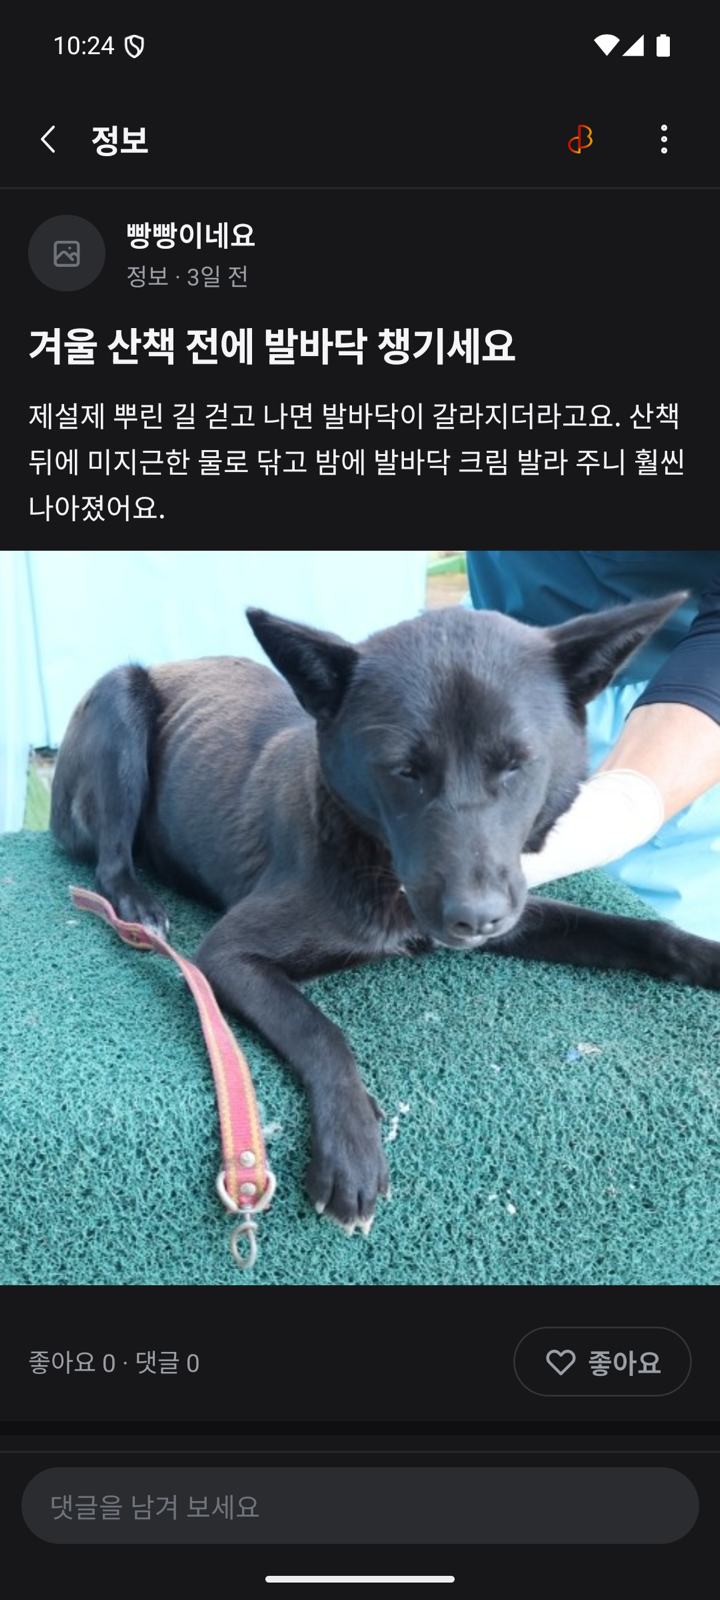 10:24
정보
빵빵이네요
정보 · 3일 전
겨울 산책 전에 발바닥 챙기세요
제설제 뿌린 길 걷고 나면 발바닥이 갈라지더라고요. 산책
뒤에 미지근한 물로 닦고 밤에 발바닥 크림 발라 주니 훨씬
나아졌어요.
좋아요 0 · 댓글 0
좋아요
댓글을 남겨 보세요